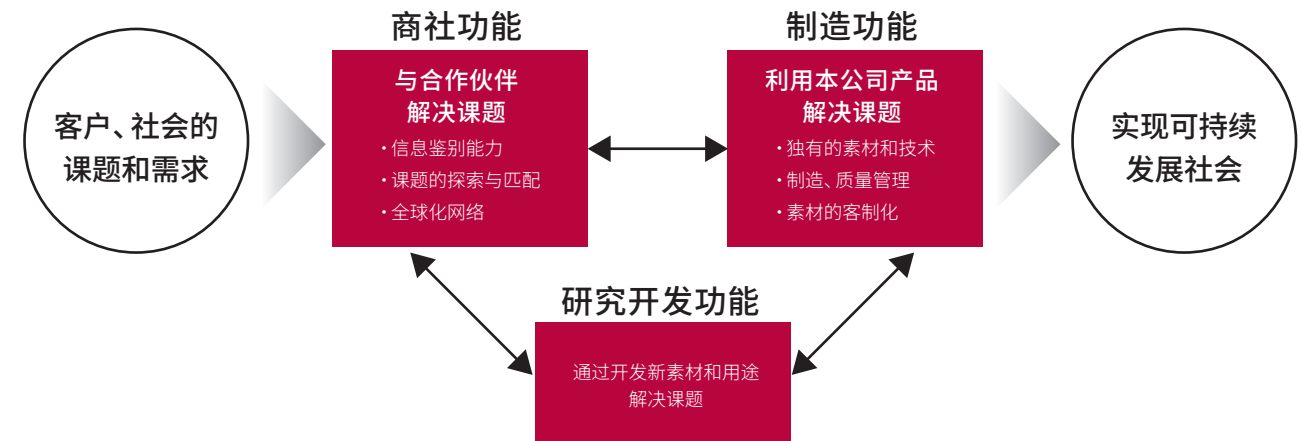 客户、社会的
课题和需求
商社功能
与合作伙伴
解决课题
・信息鉴别能力
・课题的探索与匹配
・全球化网络
制造功能
利用本公司产品
解决课题
・独有的素材和技术
・制造、质量管理
・素材的客制化
研究开发功能
通过开发新素材和用途
解决课题
实现可持续
发展社会